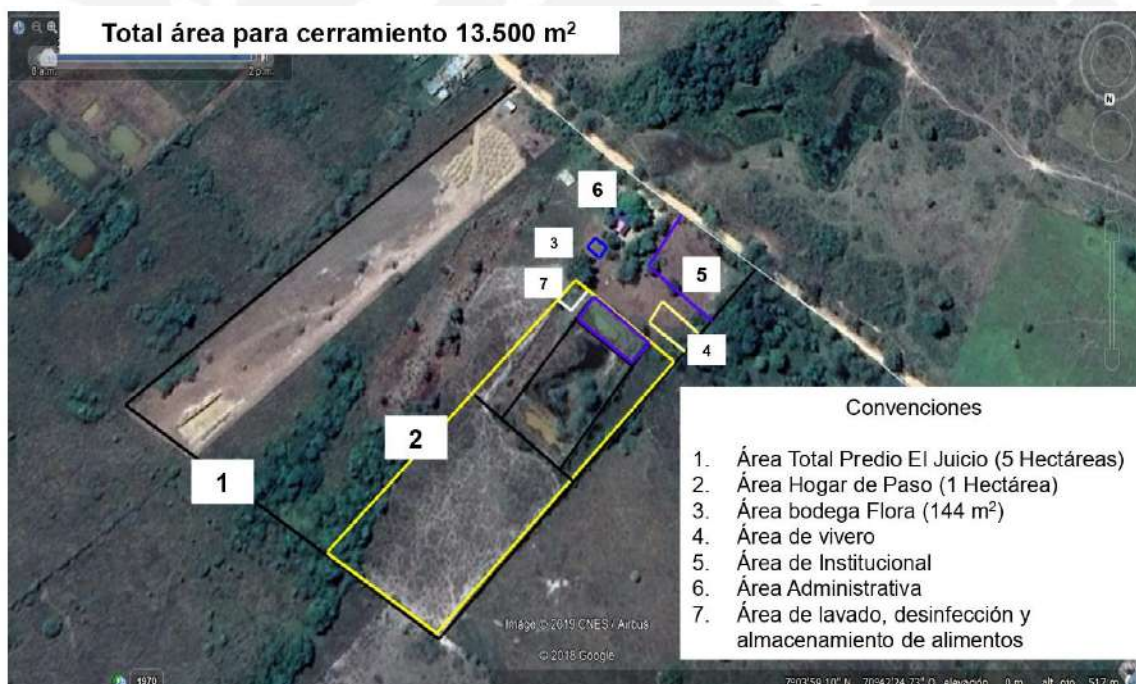 Total área para cerramiento 13.500 m²
2 p.m.
N
6
3
5
7
4
2
1
Convenciones
1. Área Total Predio El Juicio (5 Hectáreas)
2. Área Hogar de Paso (1 Hectárea)
3. Área bodega Flora (144 m²)
4. Área de vivero
5. Área de Institucional
6. Área Administrativa
7. Área de lavado, desinfección y
almacenamiento de alimentos
Image © 2019 CNES / Airbus
© 2018 Google
1970